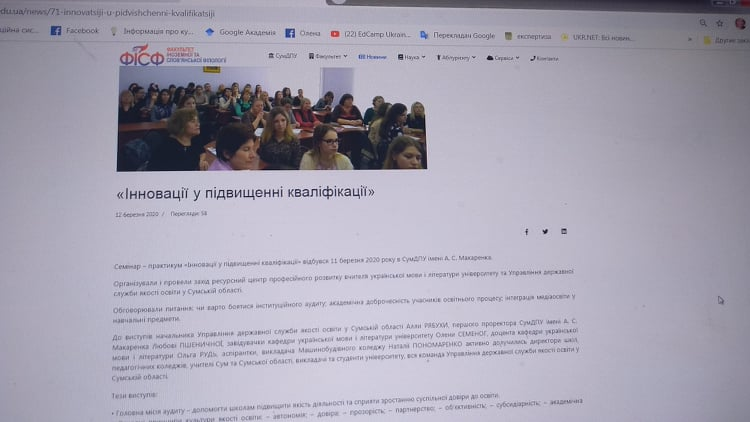 du.ua/news/71-innovatsiji-u-pidvishchenni-kvalifikatsiji
ційна сис... Facebook Інформація про ку... Google Академія Олена (22) EdCamp Ukrain... Перекладач Google експертиза UKR.NET: Всі новин... » Другие закл
ФІСФ ФАКУЛЬТЕТ ІНОЗЕМНОЇ ТА СЛОВ'ЯНСЬКОЇ ФІЛОЛОГІЇ
СумДПУ Факультет Новини Наука Абітурієнту Сервіси Контакти
«Інновації у підвищенні кваліфікації»
12 березня 2020 / Перегляди: 58
Семінар – практикум «Інновації у підвищенні кваліфікації» відбувся 11 березня 2020 року в СумДПУ імені А. С. Макаренка.
Організували і провели захід ресурсний центр професійного розвитку вчителя української мови і літератури університету та Управління державної
служби якості освіти у Сумській області.
Обговорювали питання: чи варто боятися інституційного аудиту; академічна доброчесність учасників освітнього процесу; інтеграція медіаосвіти у
навчальні предмети.
До виступів начальника Управління державної служби якості освіти у Сумській області Алли РЯБУХИ, першого проректора СумДПУ імені А. С.
Макаренка Любові ПШЕНИЧНОЇ, завідувачки кафедри української мови і літератури університету Олени СЕМЕНОГ, доцента кафедри української
мови і літератури Ольга РУДЬ, аспірантки, викладача Машинобудівного коледжу Наталії ПОНОМАРЕНКО активно долучились директори шкіл,
педагогічних коледжів, учителі Сум та Сумської області, викладачі та студенти університету, вся команда Управління державної служби якості освіти у
Сумській області.
Тези виступів:
• Головна місія аудиту – допомогти школам підвищити якість діяльності та сприяти зростанню суспільної довіри до освіти.
культури якості освіти: – автономія; – довіра; – прозорість; – партнерство; – об'єктивність; – субсидіарність; – академічна